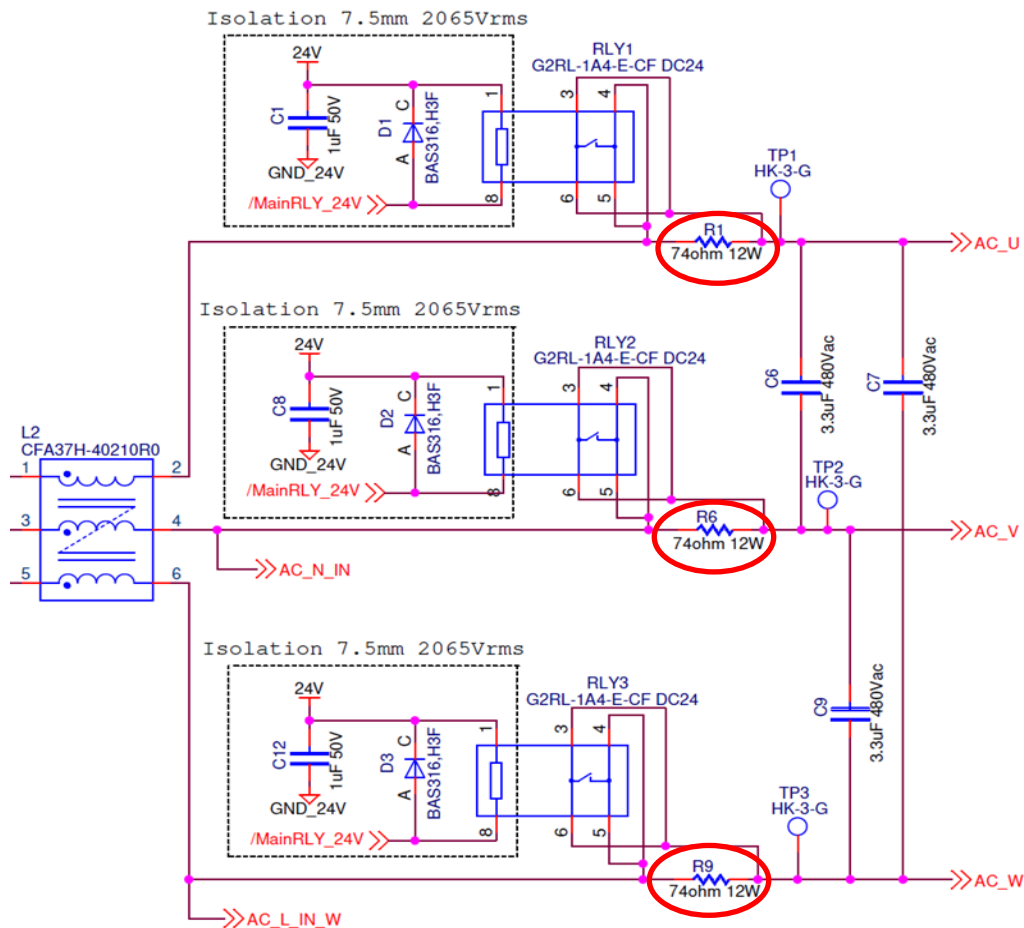 Isolation 7.5mm 2065Vrms
24V
C1
1uF 50V
GND_24V
D1
C
A
BAS316,H3F
/MainRLY_24V
1
8
RLY1
G2RL-1A4-E-CF DC24
3
4
6
5
TP1
HK-3-G
R1
74ohm 12W
AC_U
Isolation 7.5mm 2065Vrms
24V
C8
1uF 50V
GND_24V
D2
C
A
BAS316,H3F
/MainRLY_24V
1
8
RLY2
G2RL-1A4-E-CF DC24
3
4
6
5
C6
3.3uF 480Vac
C7
3.3uF 480Vac
TP2
HK-3-G
R6
74ohm 12W
AC_V
L2
CFA37H-40210R0
1
2
3
4
5
6
AC_N_IN
Isolation 7.5mm 2065Vrms
24V
C12
1uF 50V
GND_24V
D3
C
A
BAS316,H3F
/MainRLY_24V
1
8
RLY3
G2RL-1A4-E-CF DC24
3
4
6
5
C9
3.3uF 480Vac
TP3
HK-3-G
R9
74ohm 12W
AC_W
AC_L_IN_W